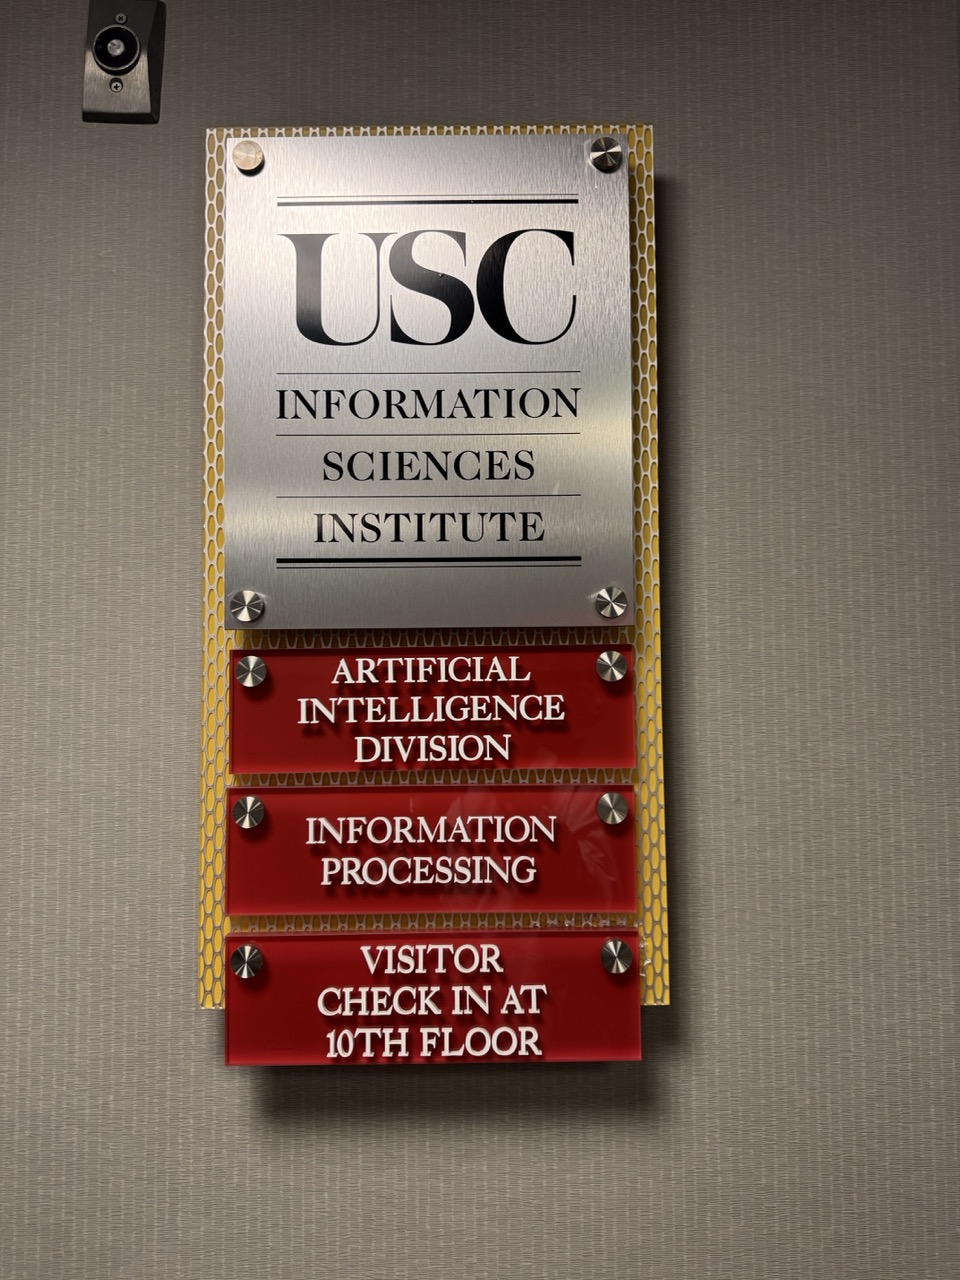 USC
INFORMATION
SCIENCES
INSTITUTE
ARTIFICIAL
INTELLIGENCE
DIVISION
INFORMATION
PROCESSING
VISITOR
CHECK IN AT
10TH FLOOR